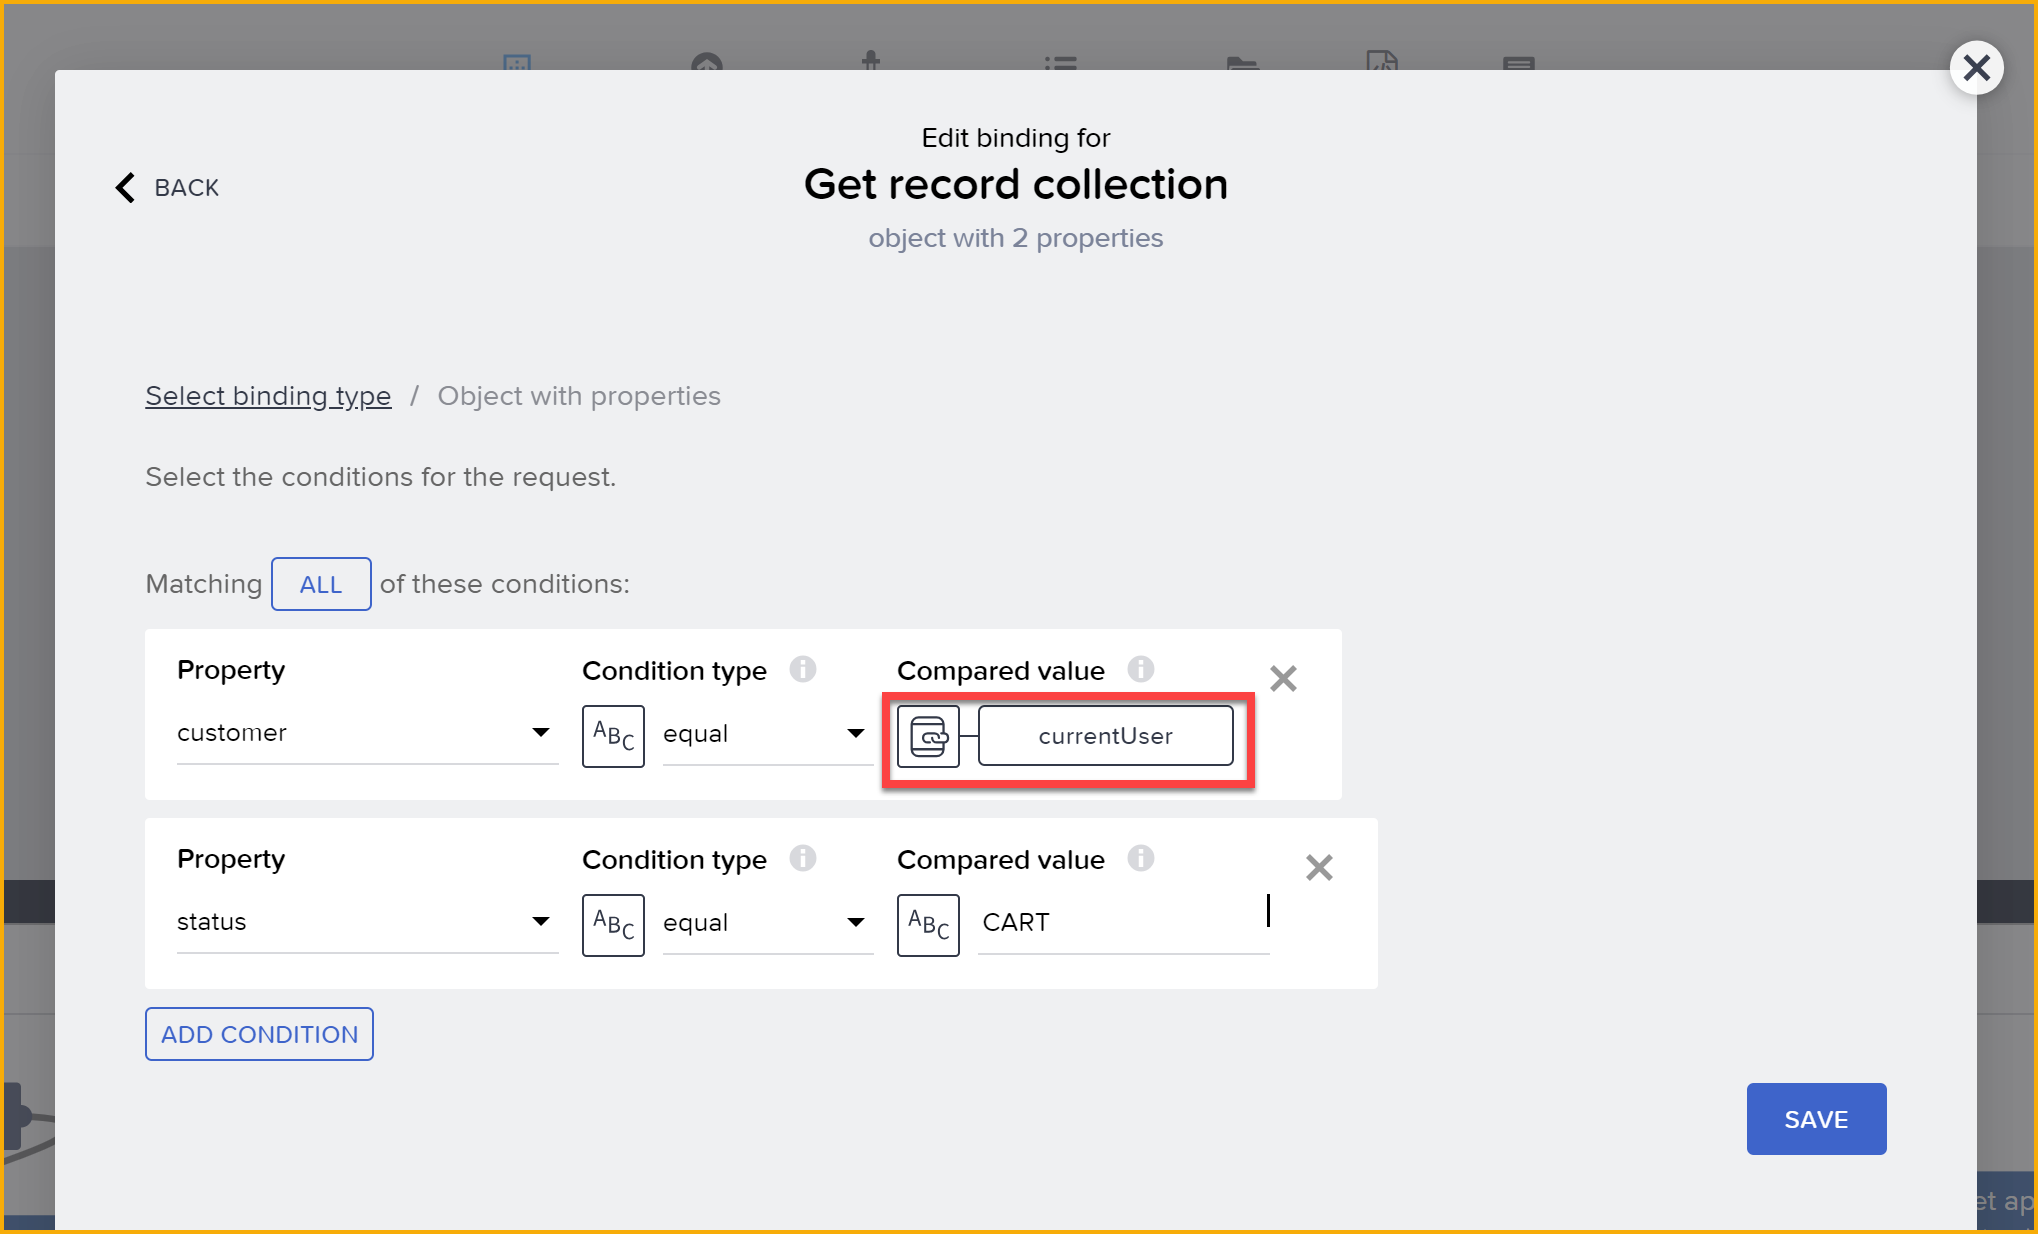 Edit binding for
BACK
Get record collection
object with 2 properties
Select binding type / Object with properties
Select the conditions for the request.
Matching ALL of these conditions:
Property Condition type i Compared value i
customer ABC equal currentUser
Property Condition type i Compared value i
status ABC equal ABC CART
ADD CONDITION
SAVE
et ap